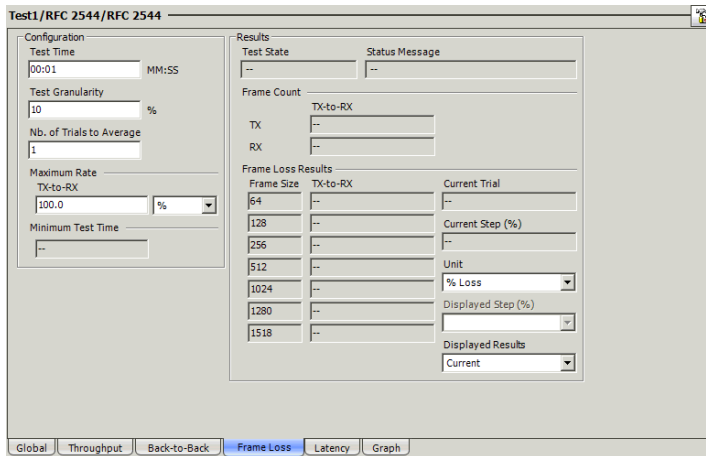 Test1/RFC 2544/RFC 2544
Configuration
Test Time
00:01 MM:SS
Test Granularity
10 %
Nb. of Trials to Average
1
Maximum Rate
TX-to-RX
100.0 %
Minimum Test Time
--
Results
Test State Status Message
-- --
Frame Count
TX-to-RX
TX --
RX --
Frame Loss Results
Frame Size TX-to-RX Current Trial
64 -- --
128 -- Current Step (%)
256 -- --
512 -- Unit
1024 -- % Loss
1280 -- Displayed Step (%)
1518 --
Displayed Results
Current
Global Throughput Back-to-Back Frame Loss Latency Graph